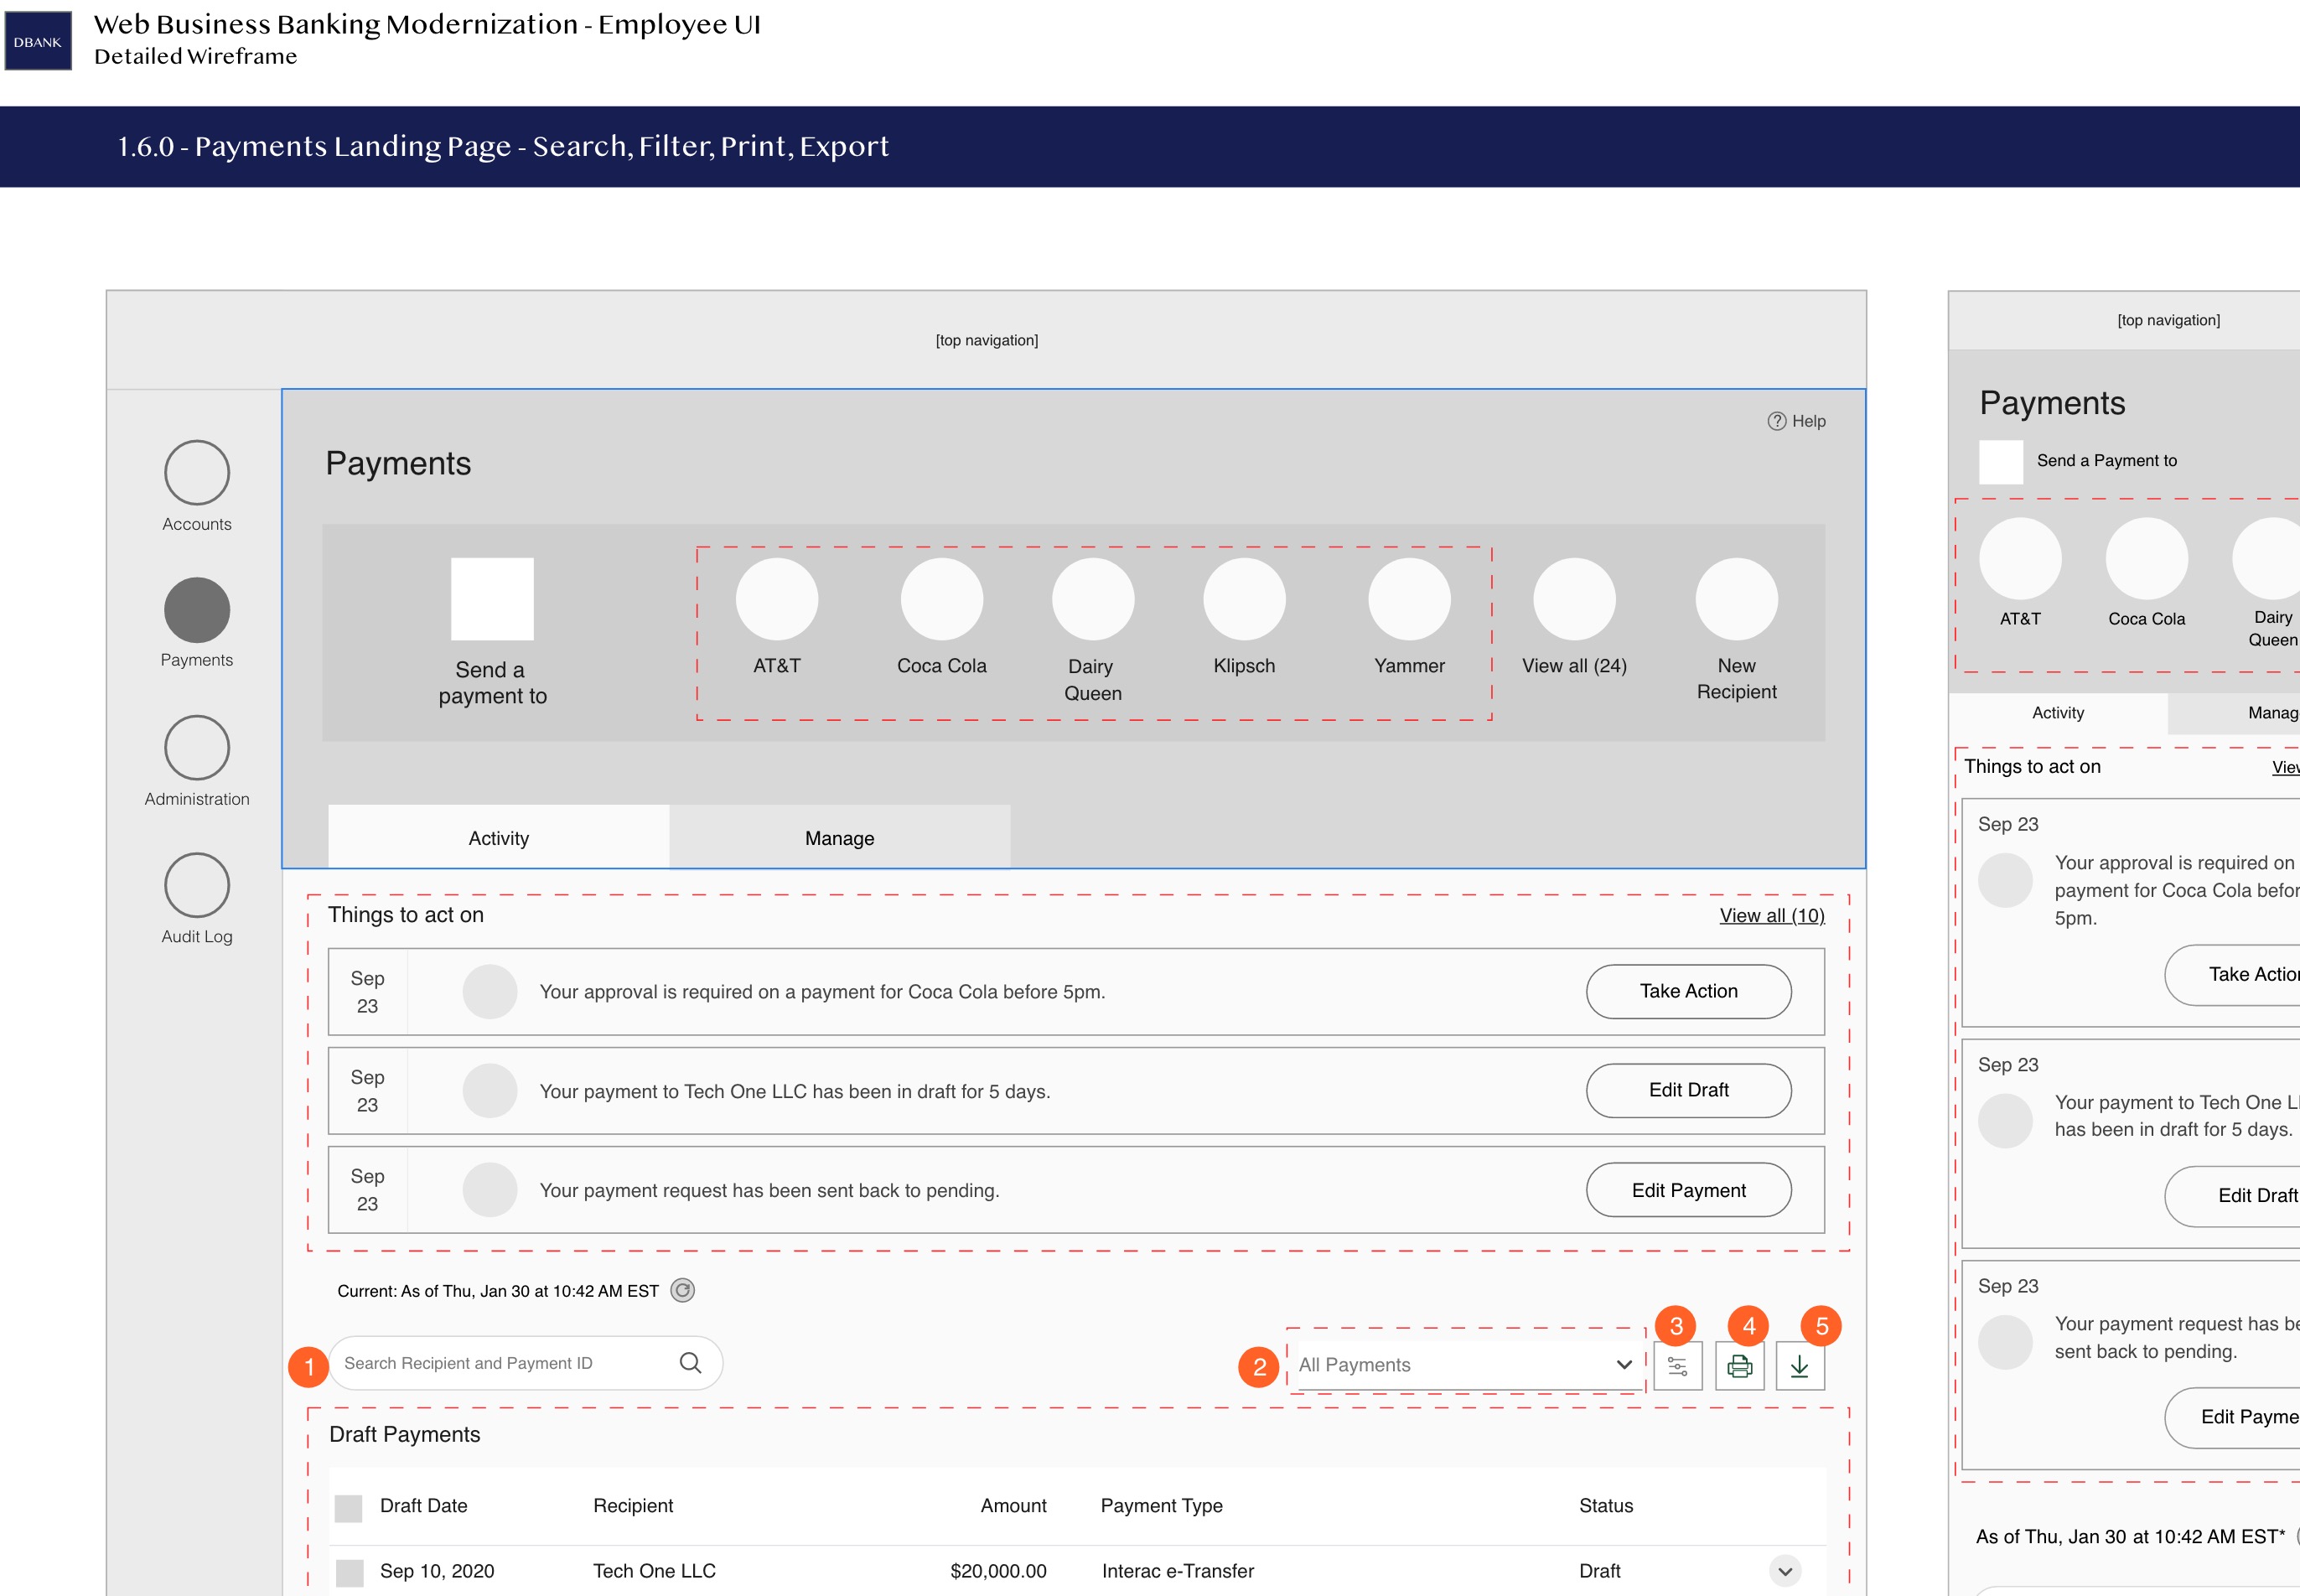 DBANK
Web Business Banking Modernization - Employee UI
Detailed Wireframe
1.6.0 - Payments Landing Page - Search, Filter, Print, Export
[top navigation]
Accounts
Payments
Administration
Audit Log
? Help
Payments
Send a
payment to
AT&T
Coca Cola
Dairy
Queen
Klipsch
Yammer
View all (24)
New
Recipient
Activity
Manage
Things to act on
View all (10)
Sep
23
Your approval is required on a payment for Coca Cola before 5pm.
Take Action
Sep
23
Your payment to Tech One LLC has been in draft for 5 days.
Edit Draft
Sep
23
Your payment request has been sent back to pending.
Edit Payment
Current: As of Thu, Jan 30 at 10:42 AM EST
1
Search Recipient and Payment ID
2
All Payments
3
4
5
Draft Payments
Draft Date
Recipient
Amount
Payment Type
Status
Sep 10, 2020
Tech One LLC
$20,000.00
Interac e-Transfer
Draft
[top navigation]
Payments
Send a Payment to
AT&T
Coca Cola
Dairy
Queen
Activity
Manag
Things to act on
View
Sep 23
Your approval is required on
payment for Coca Cola befor
5pm.
Take Action
Sep 23
Your payment to Tech One L
has been in draft for 5 days.
Edit Draft
Sep 23
Your payment request has be
sent back to pending.
Edit Payme
As of Thu, Jan 30 at 10:42 AM EST*